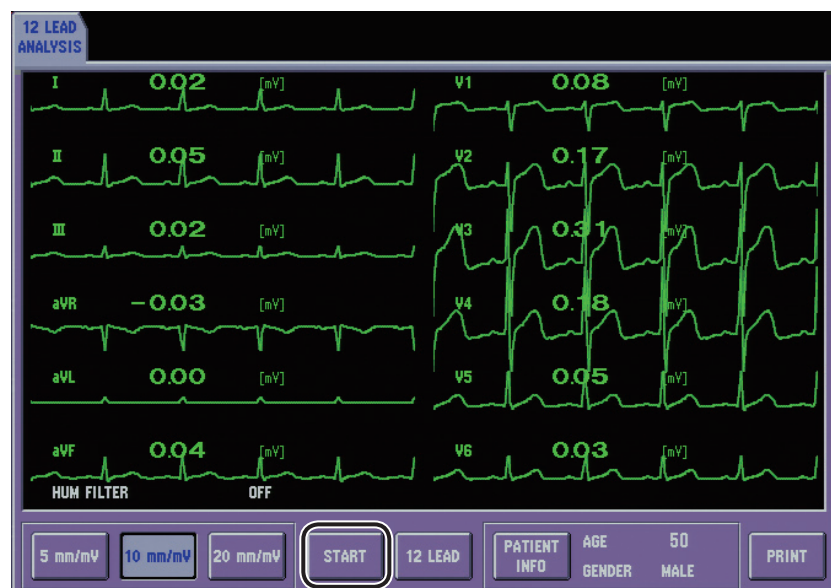 12 LEAD
ANALYSIS
I 0.02 [mV]
V1 0.08 [mV]
II 0.05 [mV]
V2 0.17 [mV]
III 0.02 [mV]
V3 0.31 [mV]
aVR -0.03 [mV]
V4 0.18 [mV]
aVL 0.00 [mV]
V5 0.05 [mV]
aVF 0.04 [mV]
V6 0.03 [mV]
HUM FILTER OFF
5 mm/mV 10 mm/mV 20 mm/mV START 12 LEAD
PATIENT
INFO
AGE 50
GENDER MALE
PRINT